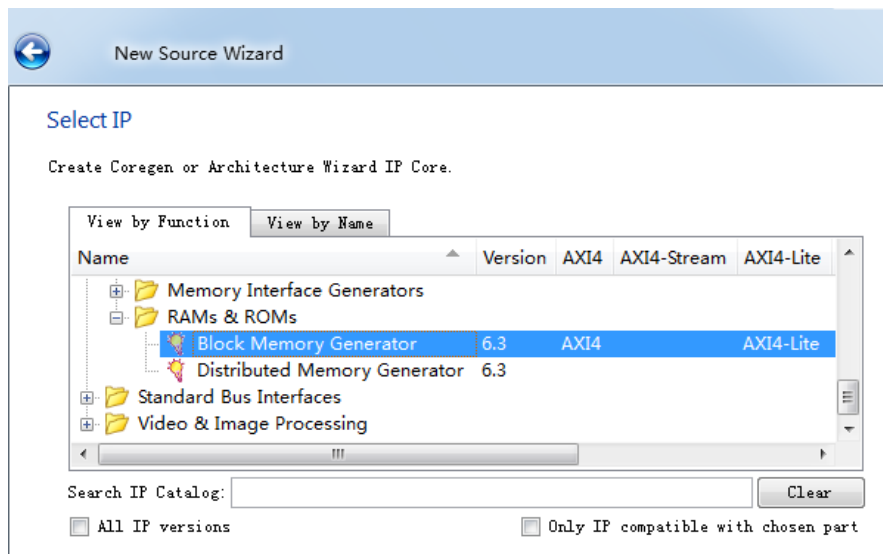 New Source Wizard
Select IP
Create Coregen or Architecture Wizard IP Core.
View by Function View by Name
Name Version AXI4 AXI4-Stream AXI4-Lite
Memory Interface Generators
RAMs & ROMs
Block Memory Generator 6.3 AXI4 AXI4-Lite
Distributed Memory Generator 6.3
Standard Bus Interfaces
Video & Image Processing
Search IP Catalog: Clear
All IP versions Only IP compatible with chosen part